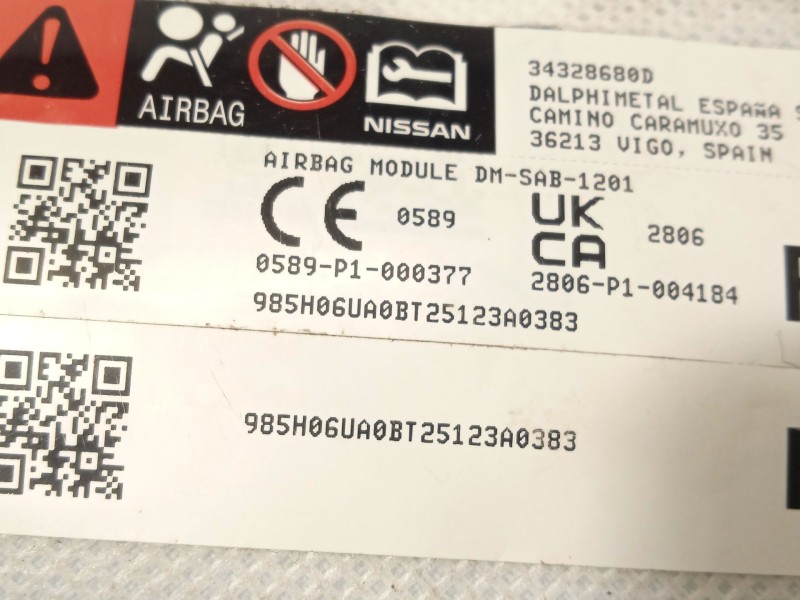 AIRBAG
NISSAN
34328680D
DALPHIMETAL ESPAÑA
CAMINO CARAMUXO 35
36213 VIGO, SPAIN
AIRBAG MODULE DM-SAB-1201
CE 0589
UK
CA 2806
0589-P1-000377
2806-P1-004184
985H06UA0BT25123A0383
985H06UA0BT25123A0383